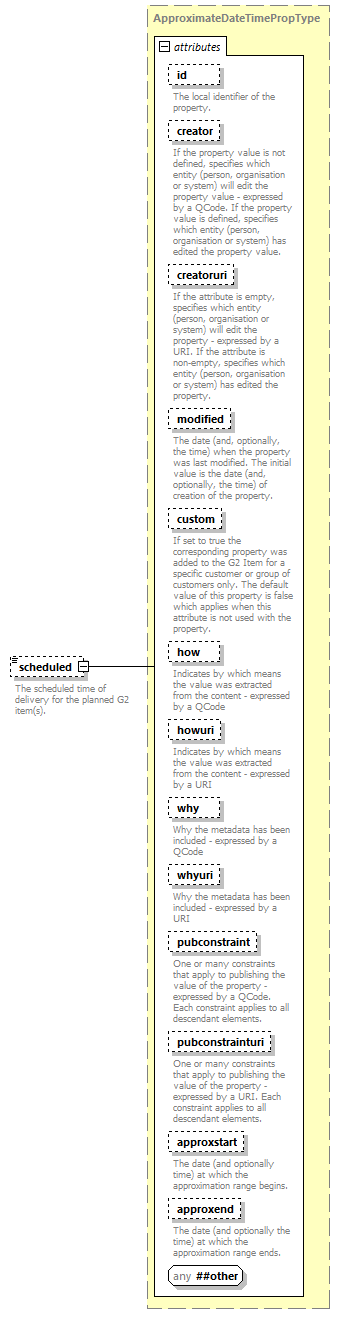 ApproximateDateTimePropType
attributes
id
The local identifier of the
property.
creator
If the property value is not
defined, specifies which
entity (person, organisation
or system) will edit the
property value - expressed
by a QCode. If the property
value is defined, specifies
which entity (person,
organisation or system) has
edited the property value.
creatoruri
If the attribute is empty,
specifies which entity
(person, organisation or
system) will edit the
property - expressed by a
URI. If the attribute is
non-empty, specifies which
entity (person, organisation
or system) has edited the
property.
modified
The date (and, optionally,
the time) when the property
was last modified. The initial
value is the date (and,
optionally, the time) of
creation of the property.
custom
If set to true the
corresponding property was
added to the G2 Item for a
specific customer or group of
customers only. The default
value of this property is false
which applies when this
attribute is not used with the
property.
how
Indicates by which means
the value was extracted
from the content - expressed
by a QCode
scheduled
The scheduled time of
delivery for the planned G2
item(s).
howuri
Indicates by which means
the value was extracted
from the content - expressed
by a URI
why
Why the metadata has been
included - expressed by a
QCode
whyuri
Why the metadata has been
included - expressed by a
URI
pubconstraint
One or many constraints
that apply to publishing the
value of the property -
expressed by a QCode.
Each constraint applies to all
descendant elements.
pubconstrainturi
One or many constraints
that apply to publishing the
value of the property -
expressed by a URI. Each
constraint applies to all
descendant elements.
approxstart
The date (and optionally
time) at which the
approximation range begins.
approxend
The date (and optionally the
time) at which the
approximation range ends.
any ##other